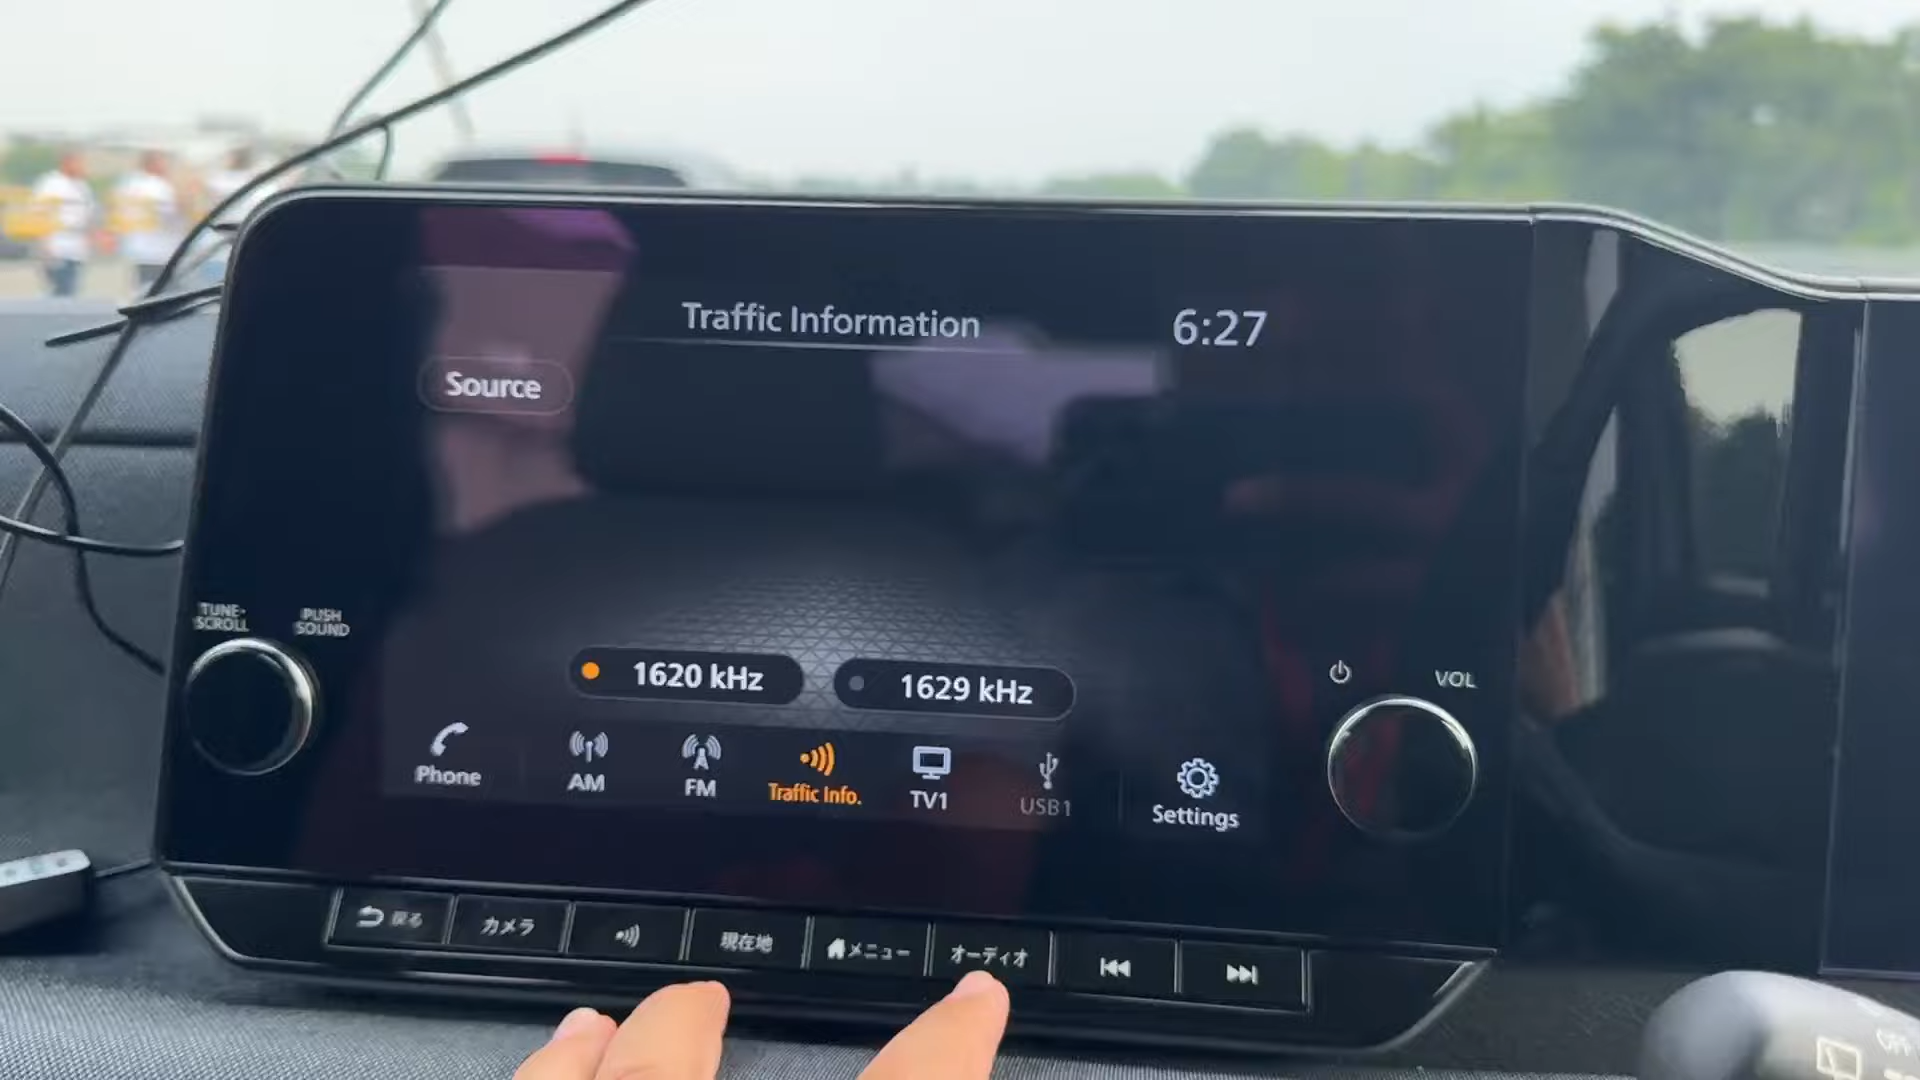 Traffic Information
6:27
Source
TUNE·
SCROLL
PUSH
SOUND
1620 kHz
1629 kHz
VOL
Phone
AM
FM
Traffic Info.
TV1
USB1
Settings
戻る
カメラ
現在地
メニュー
オーディオ
OFF